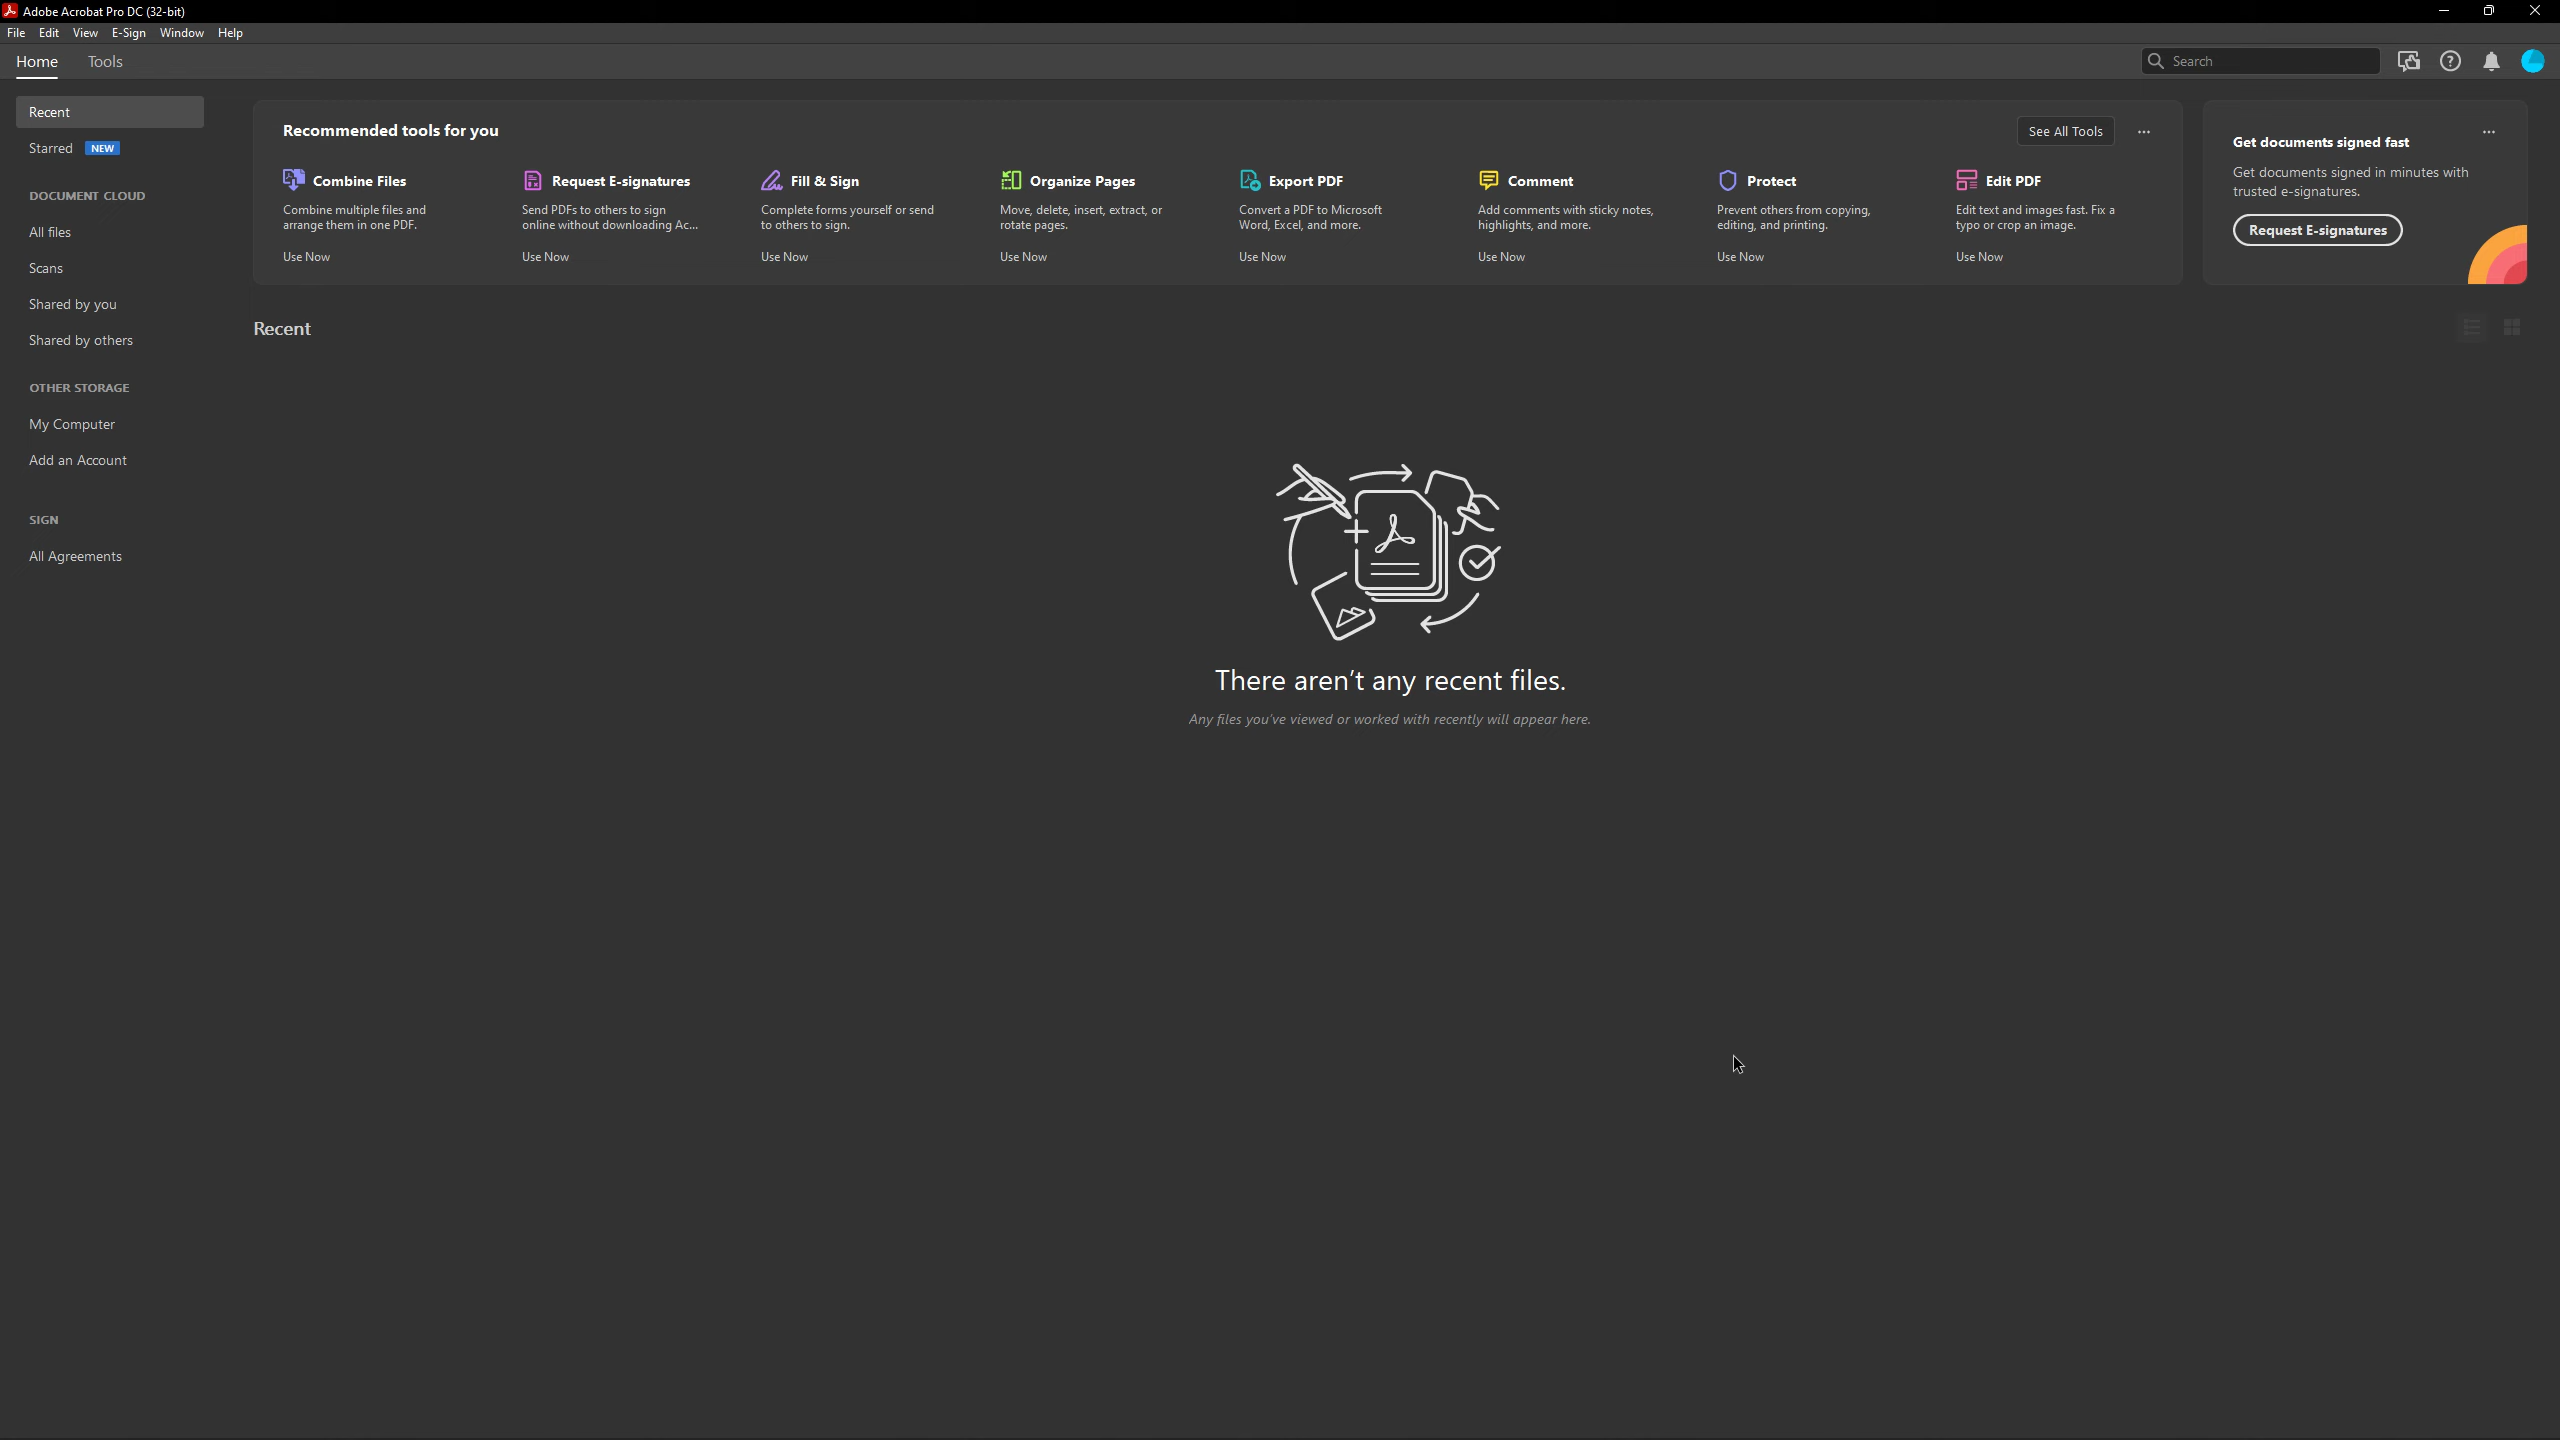 Adobe Acrobat Pro DC (32-bit)
File Edit View E-Sign Window Help
Home Tools
Search
Recent
Starred NEW
DOCUMENT CLOUD
All files
Scans
Shared by you
Shared by others
OTHER STORAGE
My Computer
Add an Account
SIGN
All Agreements
Recommended tools for you
See All Tools
Combine Files
Combine multiple files and
arrange them in one PDF.
Use Now
Request E-signatures
Send PDFs to others to sign
online without downloading Ac...
Use Now
Fill & Sign
Complete forms yourself or send
to others to sign.
Use Now
Organize Pages
Move, delete, insert, extract, or
rotate pages.
Use Now
Export PDF
Convert a PDF to Microsoft
Word, Excel, and more.
Use Now
Comment
Add comments with sticky notes,
highlights, and more.
Use Now
Protect
Prevent others from copying,
editing, and printing.
Use Now
Edit PDF
Edit text and images fast. Fix a
typo or crop an image.
Use Now
Get documents signed fast
Get documents signed in minutes with
trusted e-signatures.
Request E-signatures
Recent
There aren't any recent files.
Any files you've viewed or worked with recently will appear here.